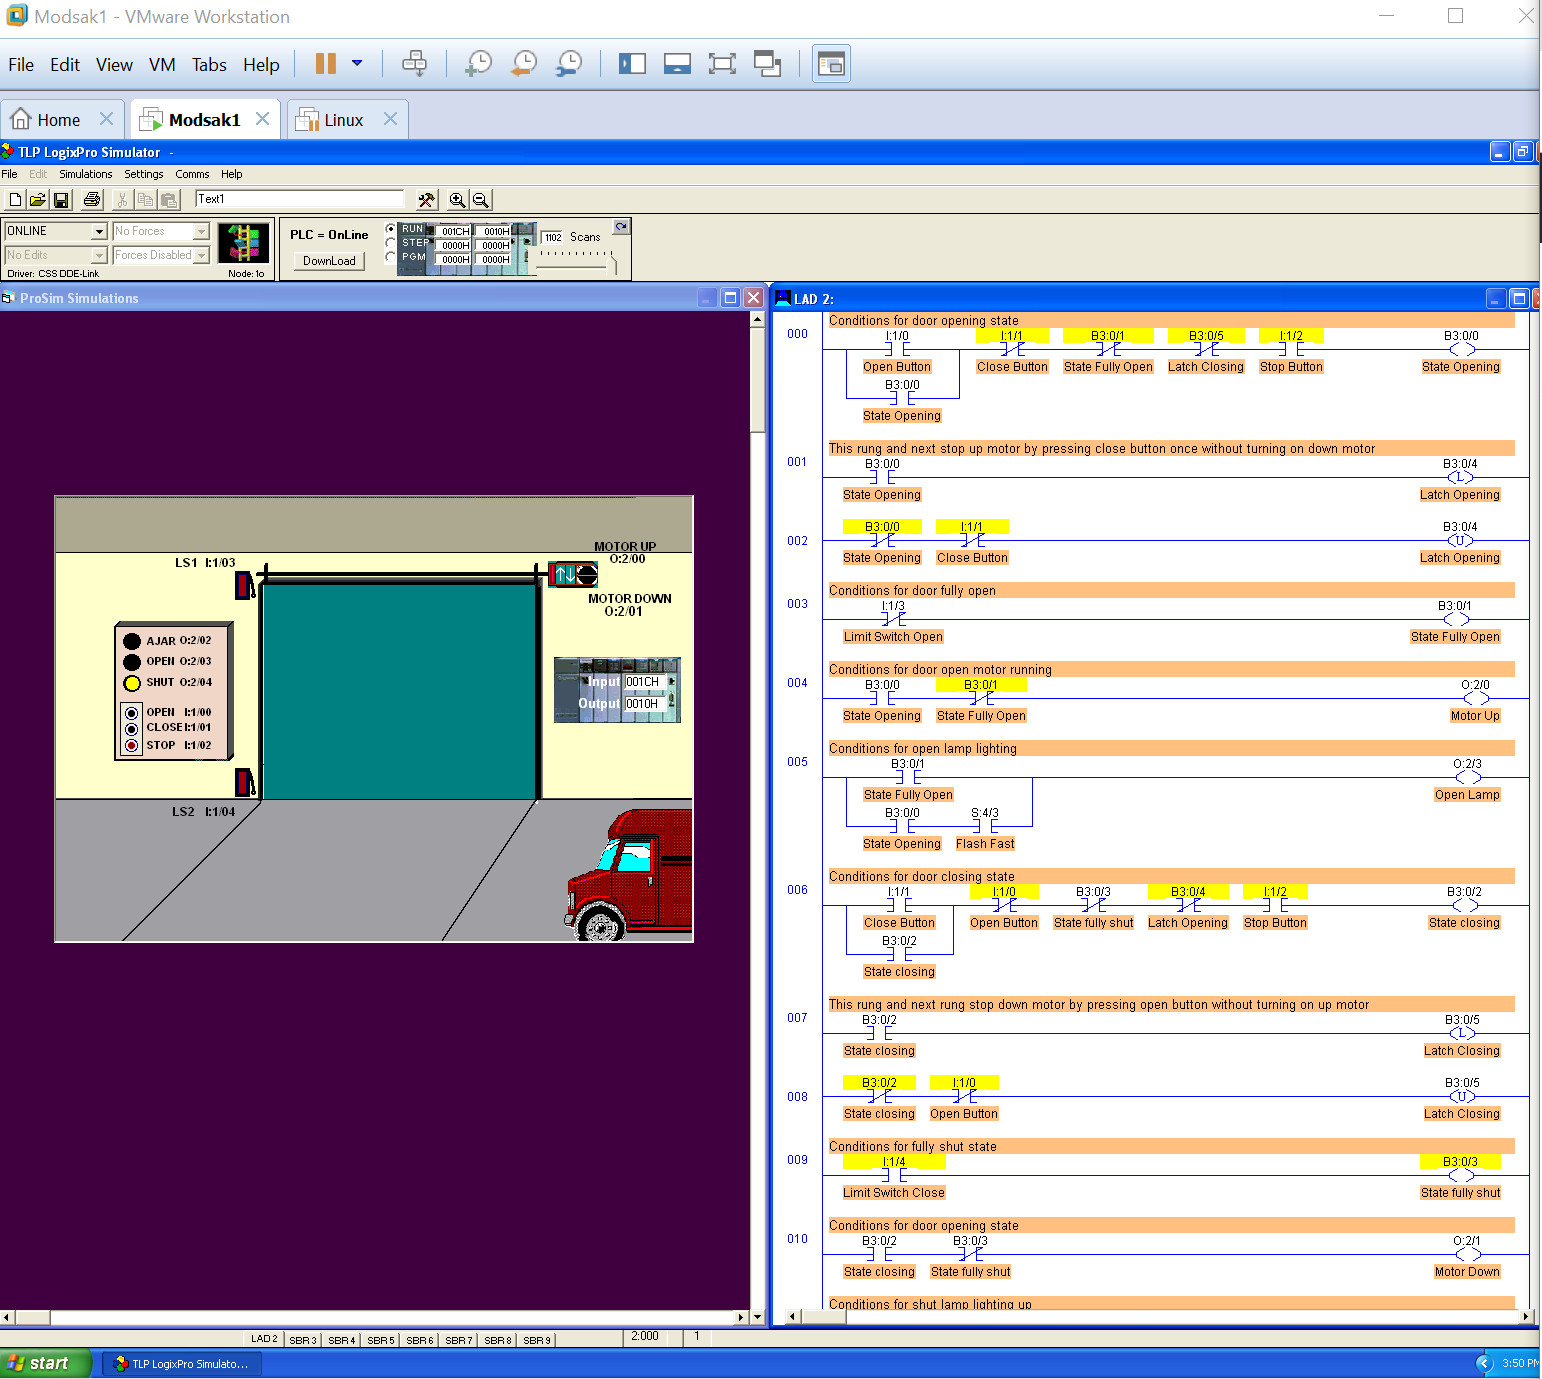 Modsak1 - VMware Workstation
File Edit View VM Tabs Help
Home Modsak1 Linux
TLP LogixPro Simulator -
File Edit Simulations Settings Comms Help
Text1
ONLINE No Forces
No Edits Forces Disabled
Driver: CSS DDE-Link Node: 1o
PLC = OnLine
DownLoad
RUN 001CH 0010H
STEP 0000H 0000H
PGM 0000H 0000H
1102 Scans
ProSim Simulations
MOTOR UP
O:2/00
LS1 I:1/03
MOTOR DOWN
O:2/01
AJAR O:2/02
OPEN O:2/03
SHUT O:2/04
OPEN I:1/00
CLOSE I:1/01
STOP I:1/02
Input 001CH
Output 0010H
LS2 I:1/04
LAD 2:
Conditions for door opening state
000
I:1/0 I:1/1 B3:0/1 B3:0/5 I:1/2 B3:0/0
Open Button Close Button State Fully Open Latch Closing Stop Button State Opening
B3:0/0
State Opening
This rung and next stop up motor by pressing close button once without turning on down motor
001
B3:0/0 B3:0/4
L
State Opening Latch Opening
B3:0/0 I:1/1 B3:0/4
002 U
State Opening Close Button Latch Opening
Conditions for door fully open
003
I:1/3 B3:0/1
Limit Switch Open State Fully Open
Conditions for door open motor running
004
B3:0/0 B3:0/1 O:2/0
State Opening State Fully Open Motor Up
Conditions for open lamp lighting
005
B3:0/1 O:2/3
State Fully Open Open Lamp
B3:0/0 S:4/3
State Opening Flash Fast
Conditions for door closing state
006
I:1/1 I:1/0 B3:0/3 B3:0/4 I:1/2 B3:0/2
Close Button Open Button State fully shut Latch Opening Stop Button State closing
B3:0/2
State closing
This rung and next rung stop down motor by pressing open button without turning on up motor
007
B3:0/2 B3:0/5
L
State closing Latch Closing
B3:0/2 I:1/0 B3:0/5
008 U
State closing Open Button Latch Closing
Conditions for fully shut state
009
I:1/4 B3:0/3
Limit Switch Close State fully shut
Conditions for door opening state
010
B3:0/2 B3:0/3 O:2/1
State closing State fully shut Motor Down
Conditions for shut lamp lighting up
LAD 2 SBR 3 SBR 4 SBR 5 SBR 6 SBR 7 SBR 8 SBR 9 2:000 1
start TLP LogixPro Simulato... 3:50 PM